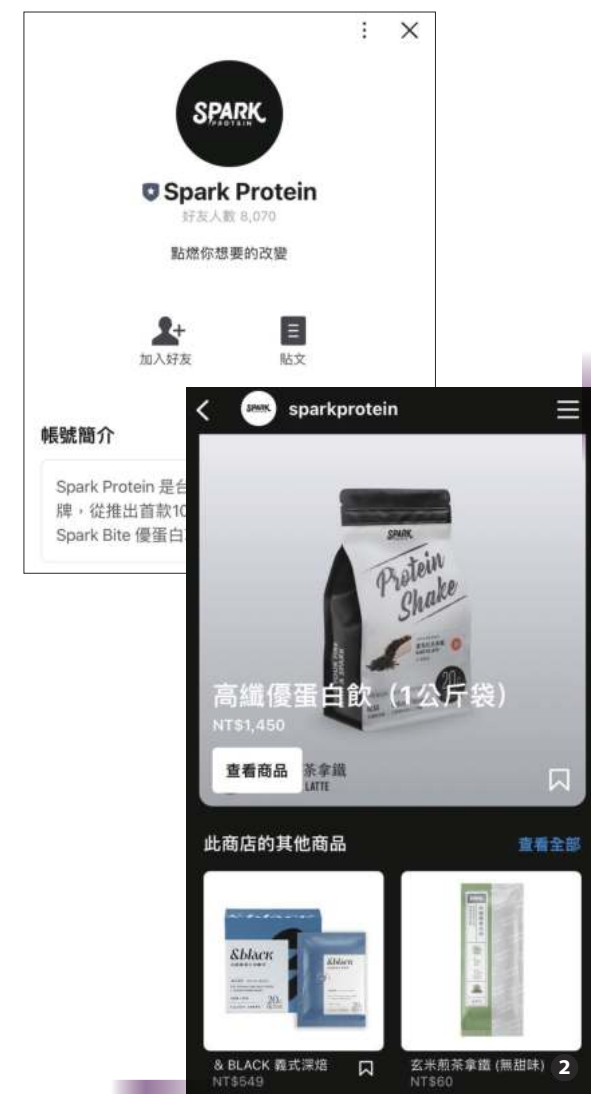 SPARK
PROTEIN
Spark Protein
好友人數 8,070
點燃你想要的改變
加入好友
貼文
帳號簡介
Spark Protein 是台
牌，從推出首款10
Spark Bite 優蛋白
SPARK
sparkprotein
SPARK
Protein
Shake
20
高纖優蛋白飲（1公斤袋）
NT$1,450
查看商品
茶拿鐵
LATTE
此商店的其他商品
查看全部
&black
20
&black
& BLACK 義式深焙
NT$549
玄米煎茶拿鐵 (無甜味)
NT$60
2